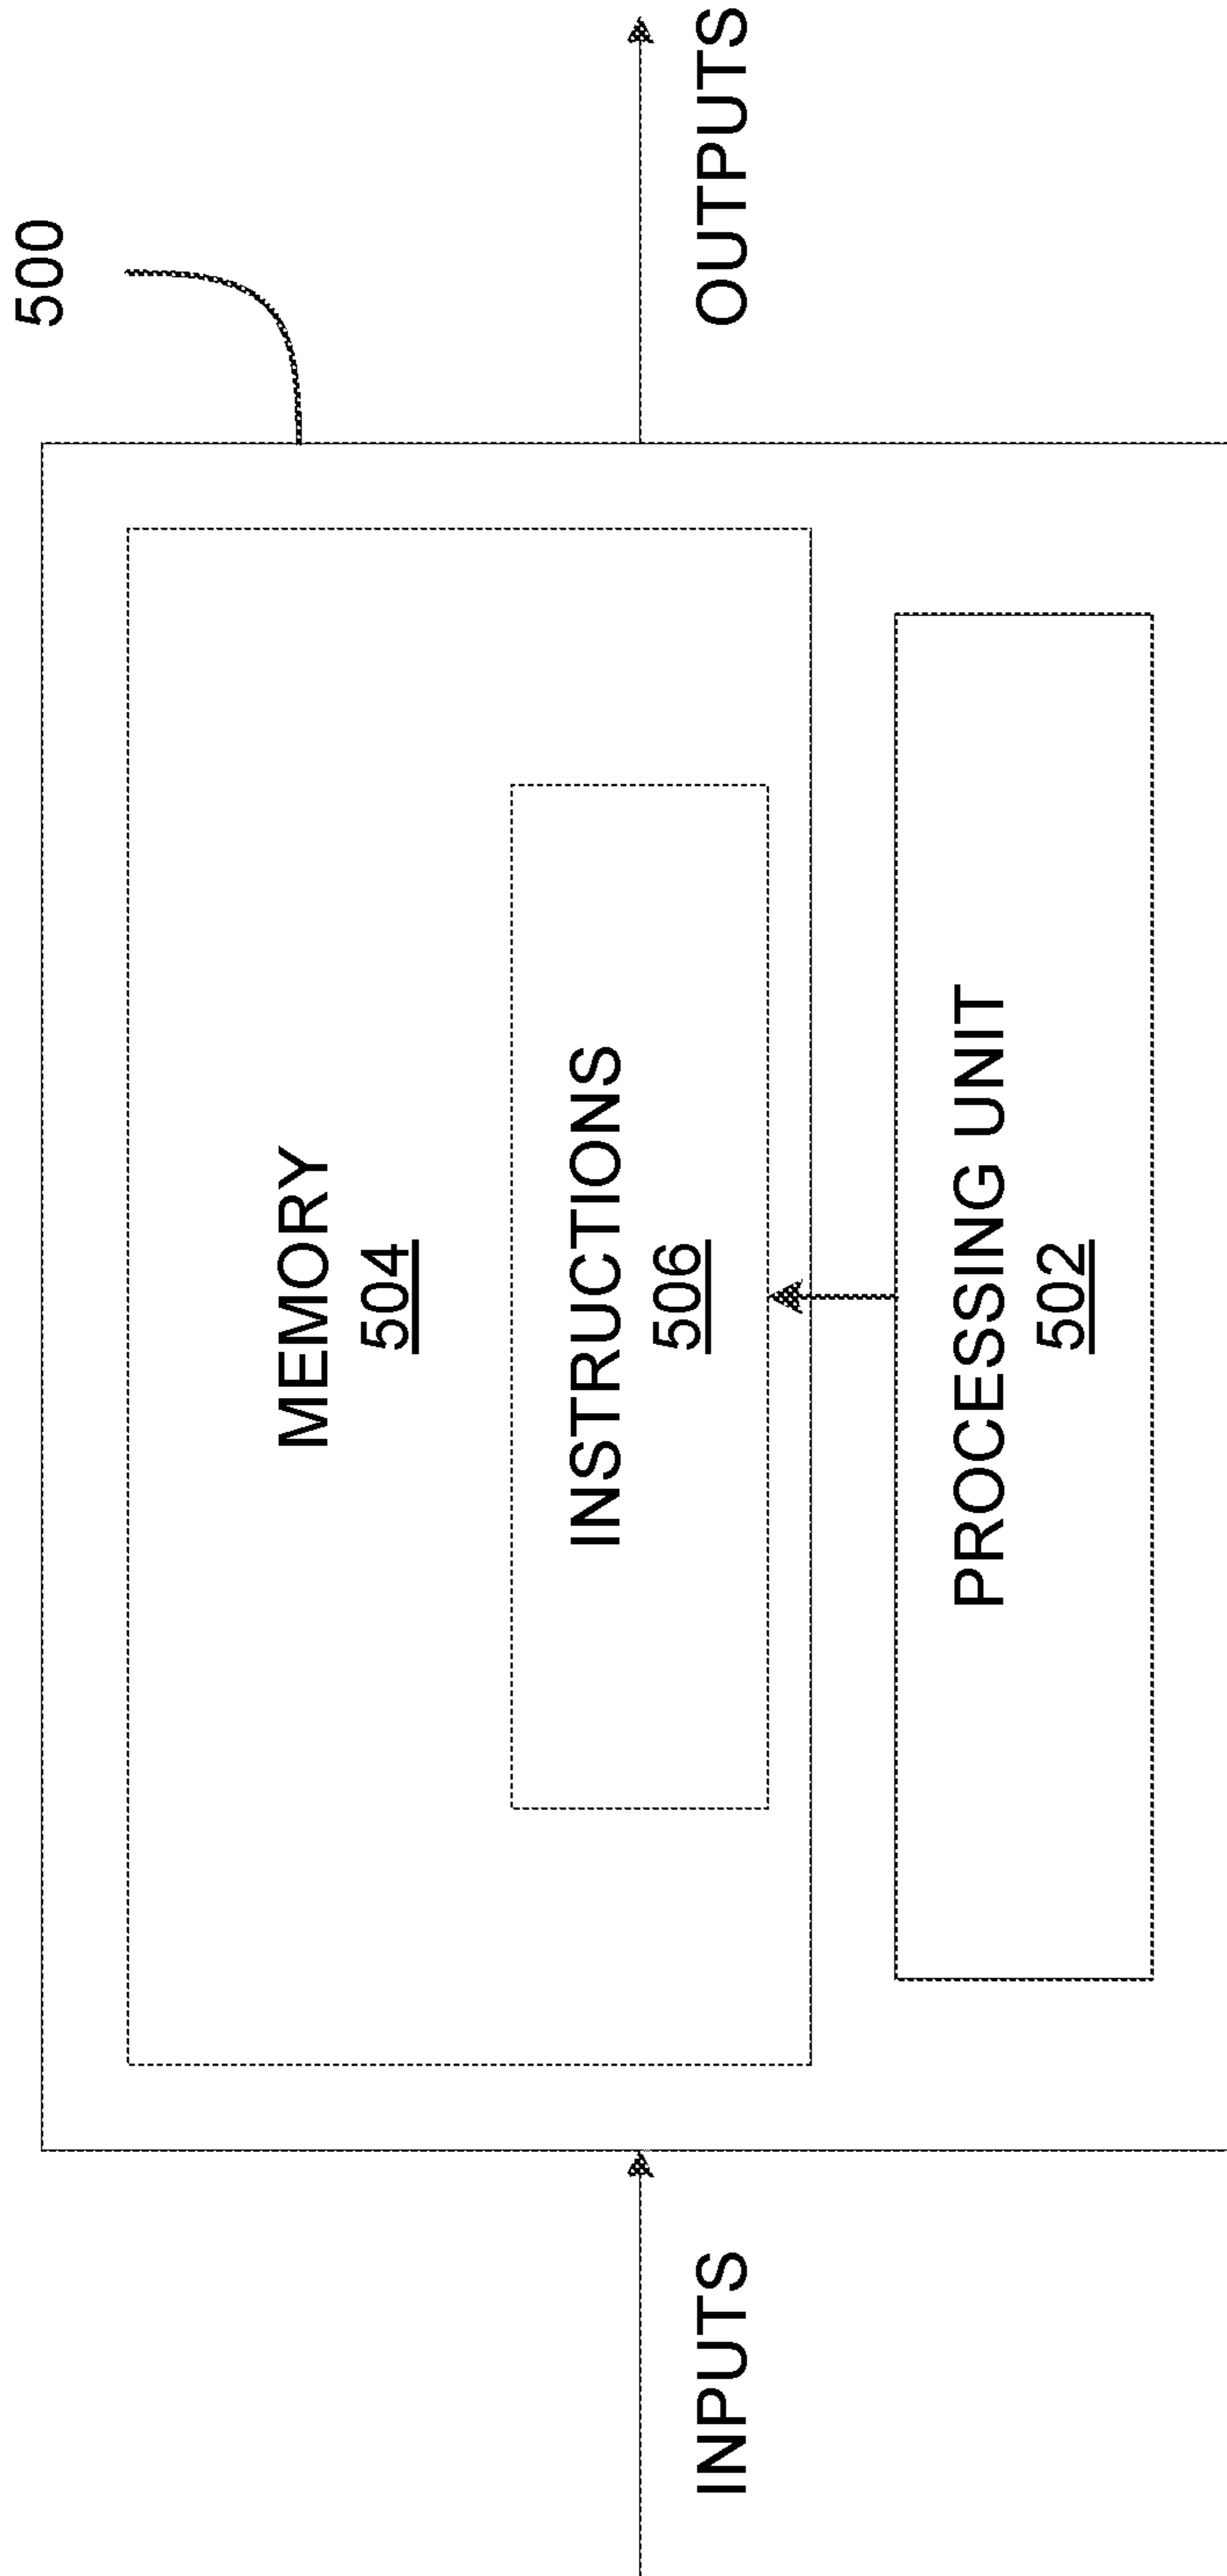 500
MEMORY
504
INSTRUCTIONS
506
INPUTS
OUTPUTS
PROCESSING UNIT
502